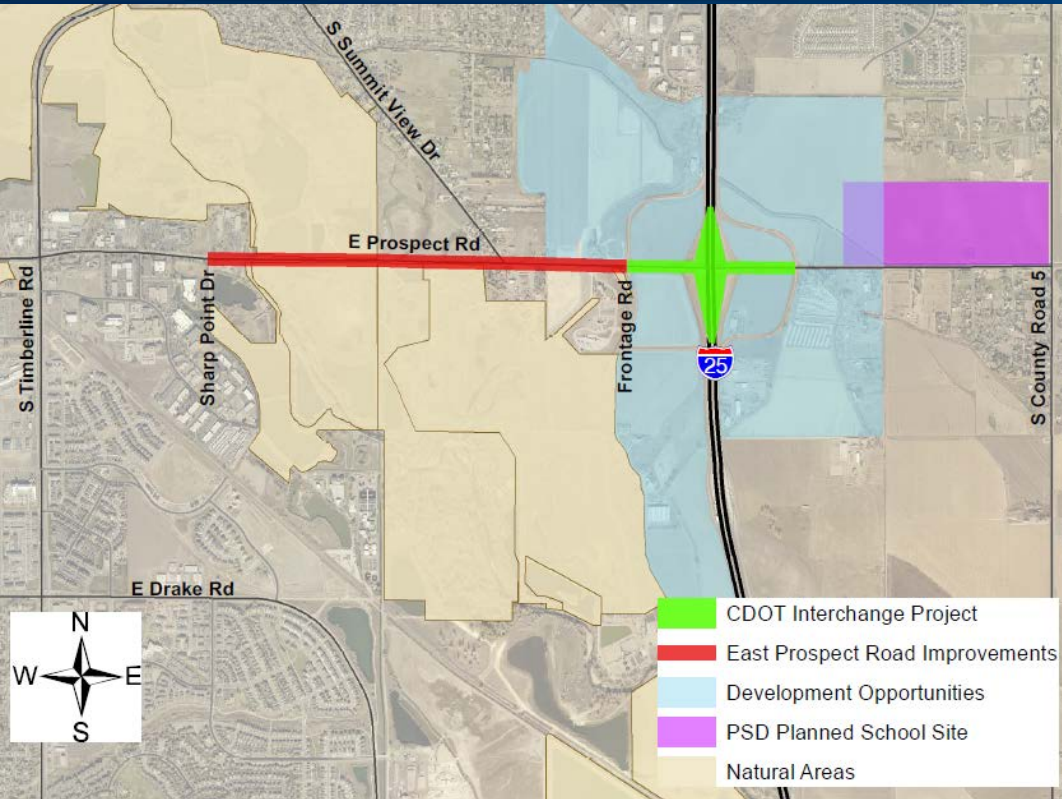 S Summit View Dr
E Prospect Rd
S Timberline Rd
Sharp Point Dr
Frontage Rd
25
S County Road 5
E Drake Rd
N
W
E
S
CDOT Interchange Project
East Prospect Road Improvements
Development Opportunities
PSD Planned School Site
Natural Areas